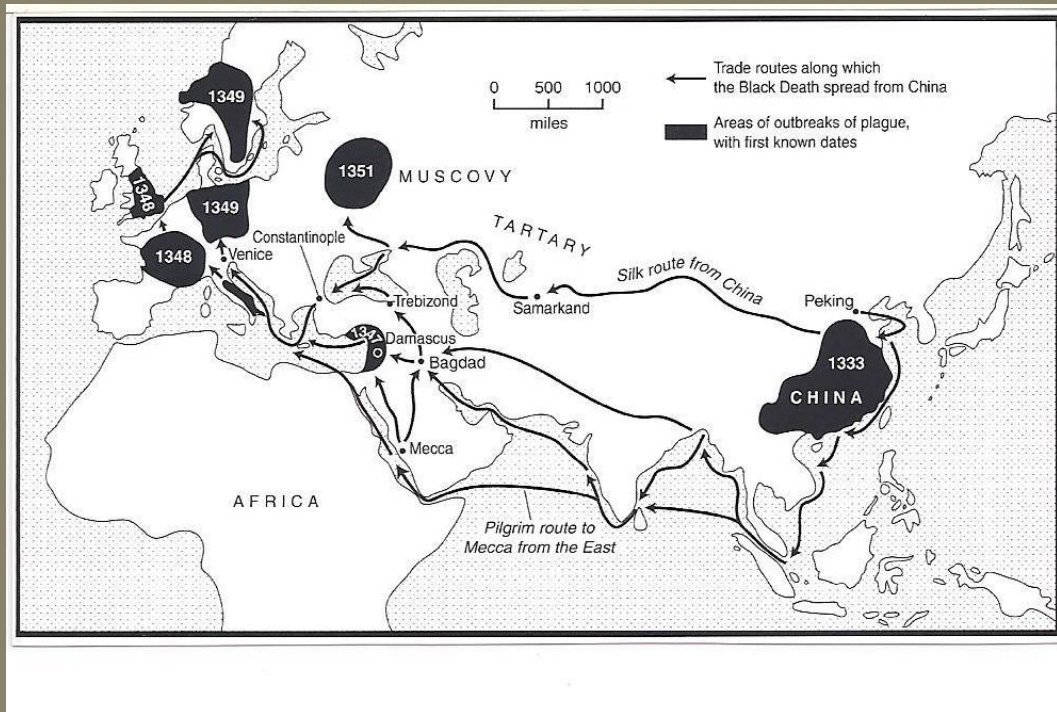 0 500 1000
miles
Trade routes along which
the Black Death spread from China
Areas of outbreaks of plague,
with first known dates
1349
1348
1349
1348
1351
MUSCOVY
TARTARY
Constantinople
Venice
Trebizond
Samarkand
Silk route from China
Peking
1347
Damascus
Bagdad
1333
CHINA
Mecca
AFRICA
Pilgrim route to
Mecca from the East